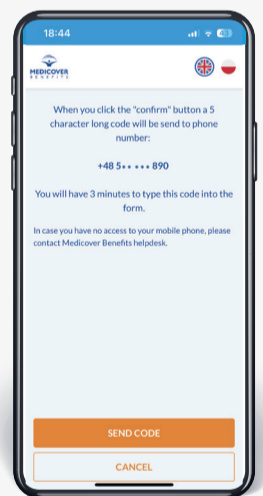 18:44
43
MEDICOVER
BENEFITS
When you click the "confirm" button a 5
character long code will be send to phone
number:
+48 5•• ••• 890
You will have 3 minutes to type this code into the
form.
In case you have no access to your mobile phone, please
contact Medicover Benefits helpdesk.
SEND CODE
CANCEL